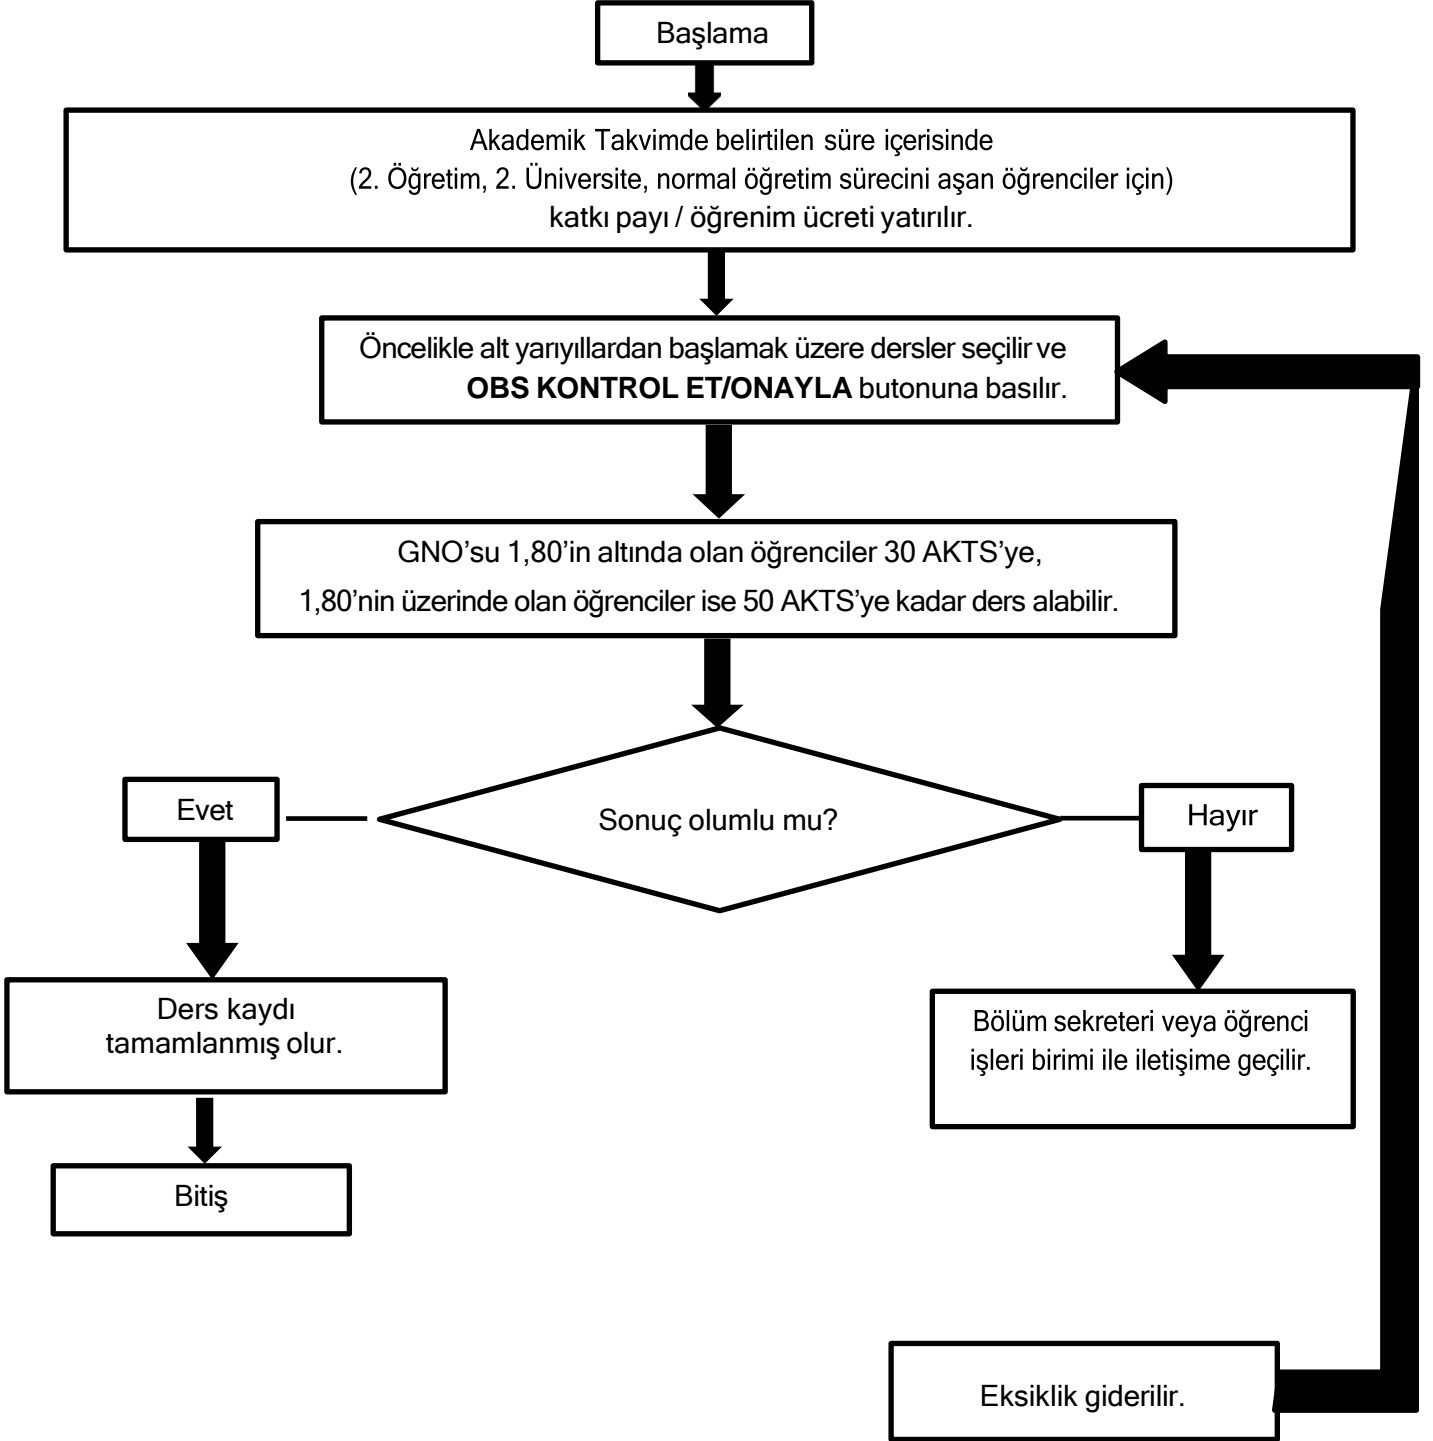 Başlama
Akademik Takvimde belirtilen süre içerisinde
(2. Öğretim, 2. Üniversite, normal öğretim sürecini aşan öğrenciler için)
katkı payı / öğrenim ücreti yatırılır.
Öncelikle alt yarıyıllardan başlamak üzere dersler seçilir ve
OBS KONTROL ET/ONAYLA butonuna basılır.
GNO’su 1,80’in altında olan öğrenciler 30 AKTS’ye,
1,80’nin üzerinde olan öğrenciler ise 50 AKTS’ye kadar ders alabilir.
Sonuç olumlu mu?
Evet
Hayır
Ders kaydı
tamamlanmış olur.
Bölüm sekreteri veya öğrenci
işleri birimi ile iletişime geçilir.
Bitiş
Eksiklik giderilir.